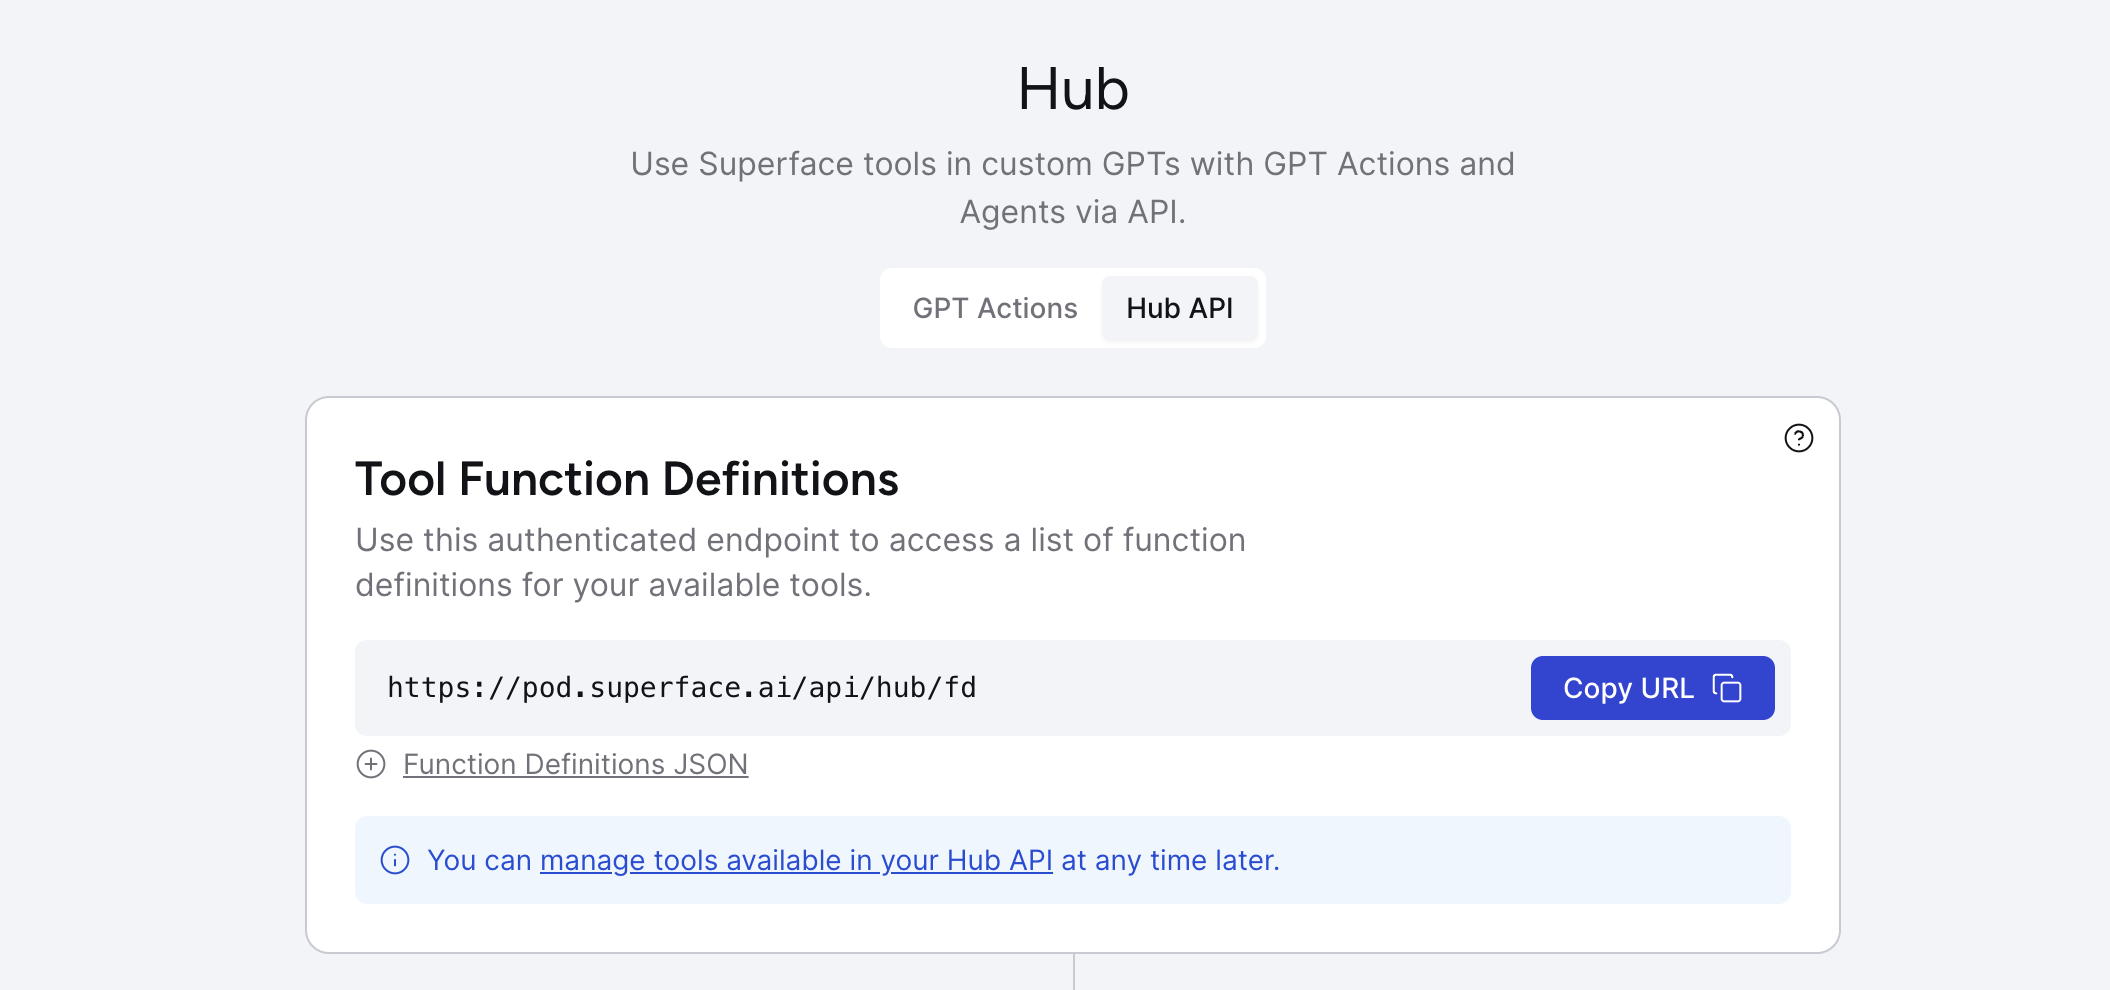 Hub
Use Superface tools in custom GPTs with GPT Actions and
Agents via API.
GPT Actions
Hub API
Tool Function Definitions
Use this authenticated endpoint to access a list of function
definitions for your available tools.
https://pod.superface.ai/api/hub/fd
Copy URL
Function Definitions JSON
You can manage tools available in your Hub API at any time later.